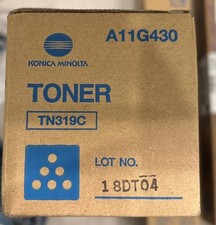 A11G430
KONICA MINOLTA
TONER
TN319C
LOT NO.
18DT04